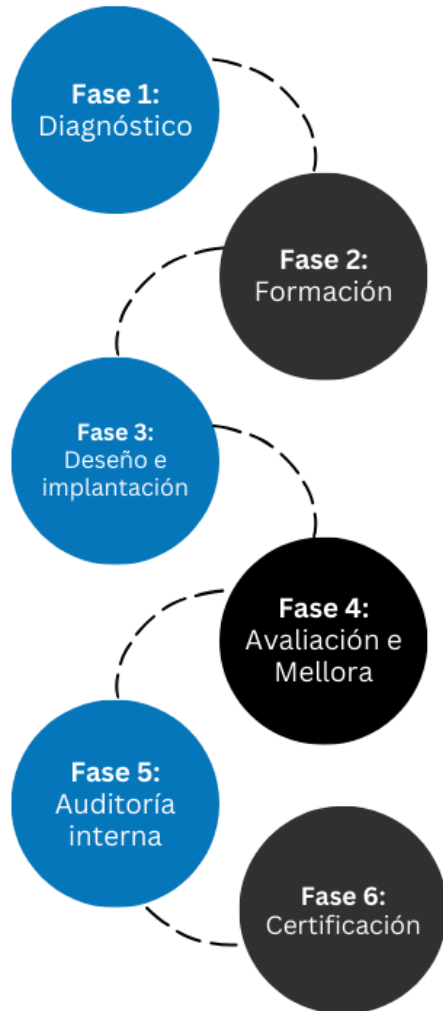 Fase 1:
Diagnóstico
Fase 2:
Formación
Fase 3:
Deseño e
implantación
Fase 4:
Avaliación e
Mellora
Fase 5:
Auditoría
interna
Fase 6:
Certificación